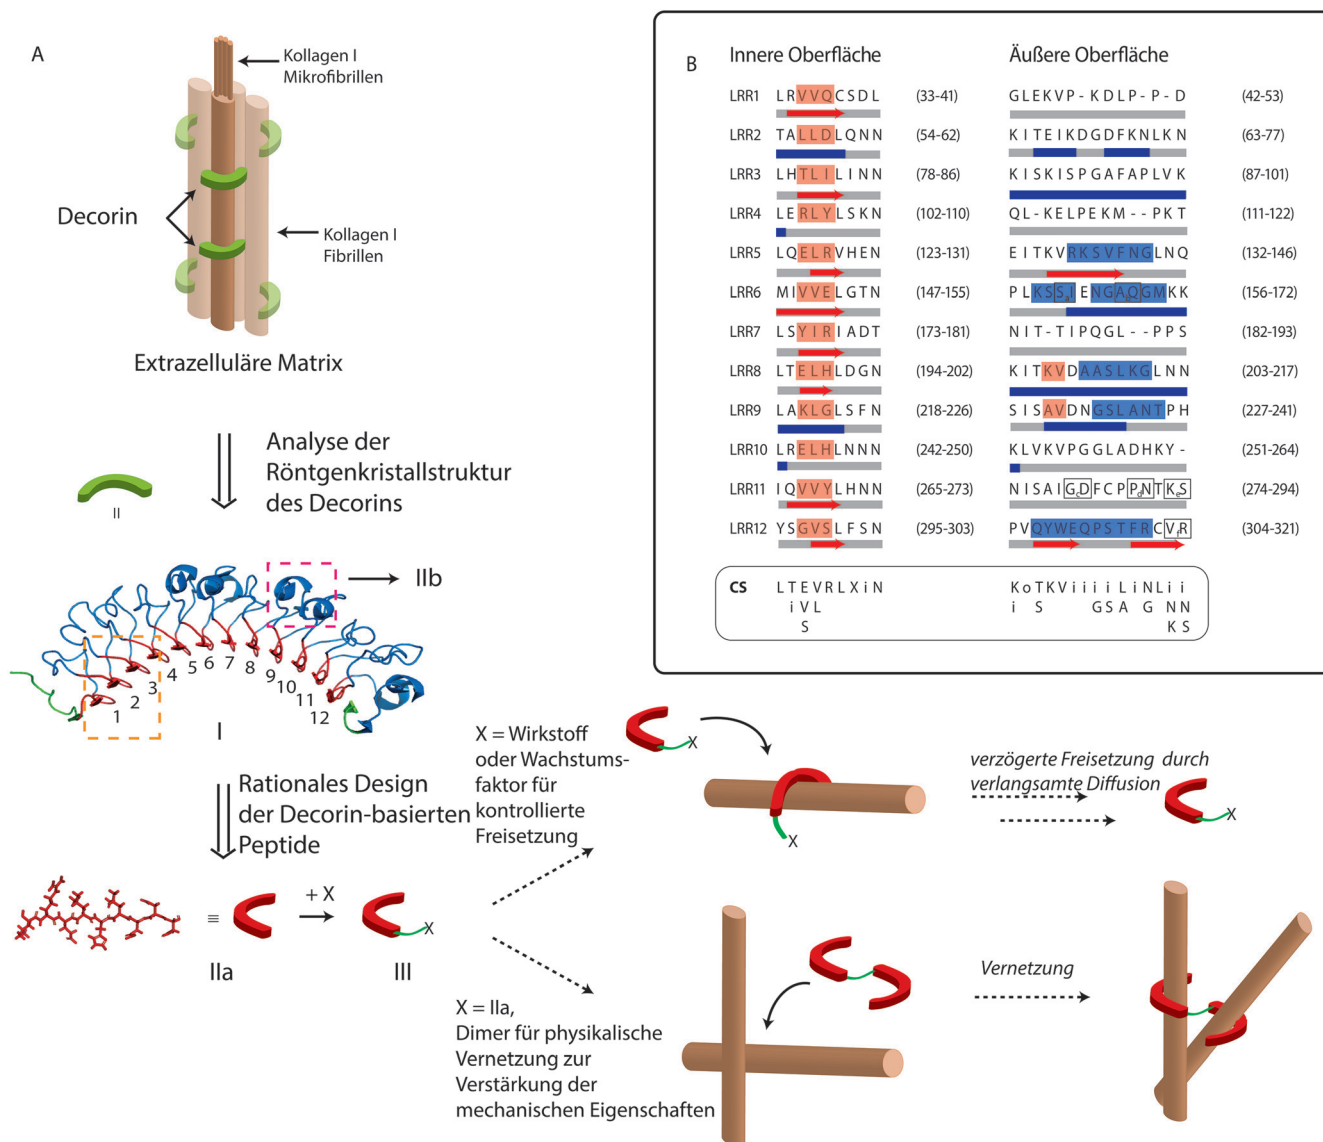 A
Kollagen I
Mikrofibrillen
Decorin
Kollagen I
Fibrillen
Extrazelluläre Matrix
Analyse der
Röntgenkristallstruktur
des Decorins
II
IIb
1 2 3 4 5 6 7 8 9 10 11 12
I
Rationales Design
der Decorin-basierten
Peptide
≡
IIa
+ X
X
III
B
Innere Oberfläche Äußere Oberfläche
LRR1 LRVVQCSDL (33-41) GLEKVP-KDLP-P-D (42-53)
LRR2 TALLDLQNN (54-62) KITEIKDGDFKNLKN (63-77)
LRR3 LHTLILINN (78-86) KISKISPGAFAPLVK (87-101)
LRR4 LERLYLSKN (102-110) QL-KELPEKM--PKT (111-122)
LRR5 LQELRVHEN (123-131) EITKVRKSVFNGLNQ (132-146)
LRR6 MIVVELGTN (147-155) PLKSSaIENGAbQGMKK (156-172)
LRR7 LSYIRIADT (173-181) NIT-TIPQGL--PPS (182-193)
LRR8 LTELHLDGN (194-202) KITKVDAASLKGLNN (203-217)
LRR9 LAKLGLSFN (218-226) SISAVDNGSLANTPH (227-241)
LRR10 LRELHLNNN (242-250) KLVKVPGGLADHKY- (251-264)
LRR11 IQVVYLHNN (265-273) NISAIGcDFCPPdNTKeS (274-294)
LRR12 YSGVSLFSN (295-303) PVQYWEQPSTFRCVfR (304-321)
CS LTEVRLXiN KoTKViiiiLiNLii
iVL i S GSA G NN
S KS
X = Wirkstoff
oder Wachstums-
faktor für
kontrollierte
Freisetzung
X
X
verzögerte Freisetzung durch
verlangsamte Diffusion
X
X = IIa,
Dimer für physikalische
Vernetzung zur
Verstärkung der
mechanischen Eigenschaften
Vernetzung